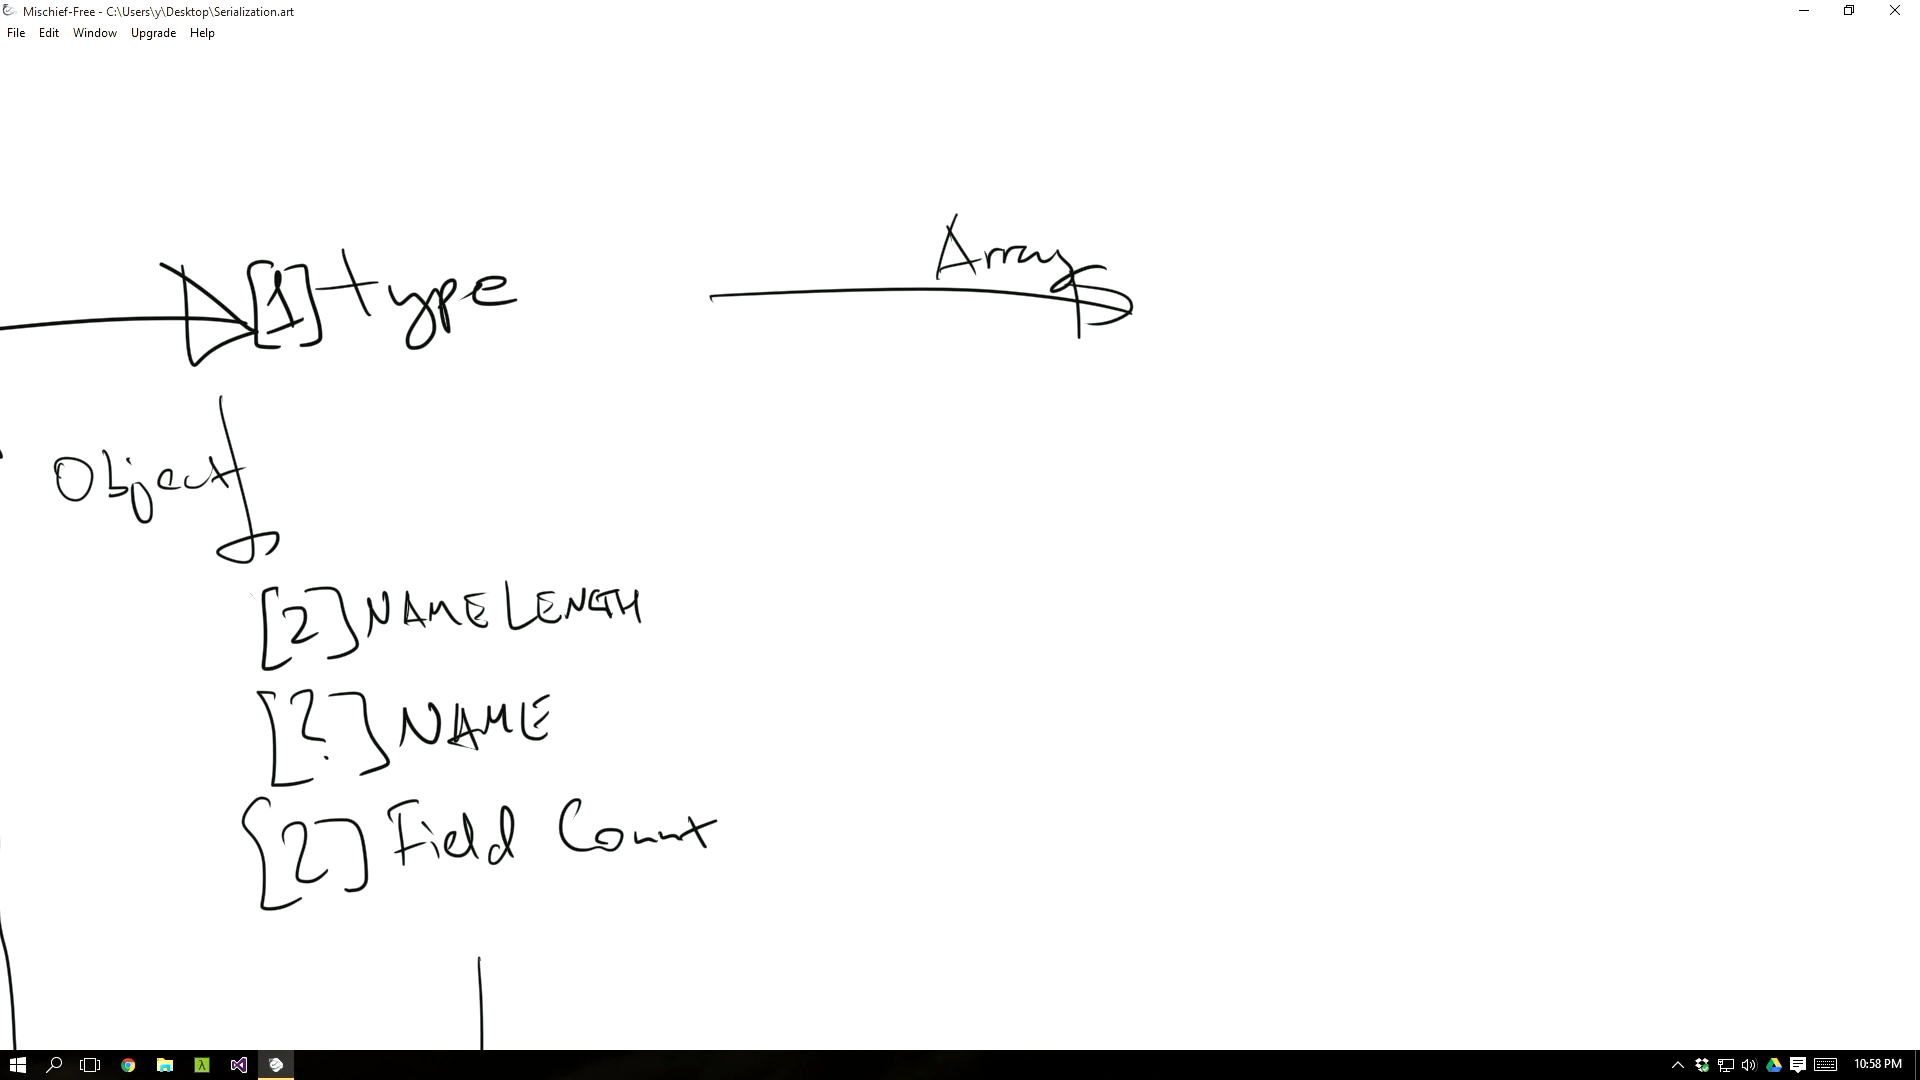 Mischief-Free - C:\Users\y\Desktop\Serialization.art
File Edit Window Upgrade Help
Array
[1] type
Object
[2] NAME LENGTH
[?] NAME
[2] Field Count
10:58 PM